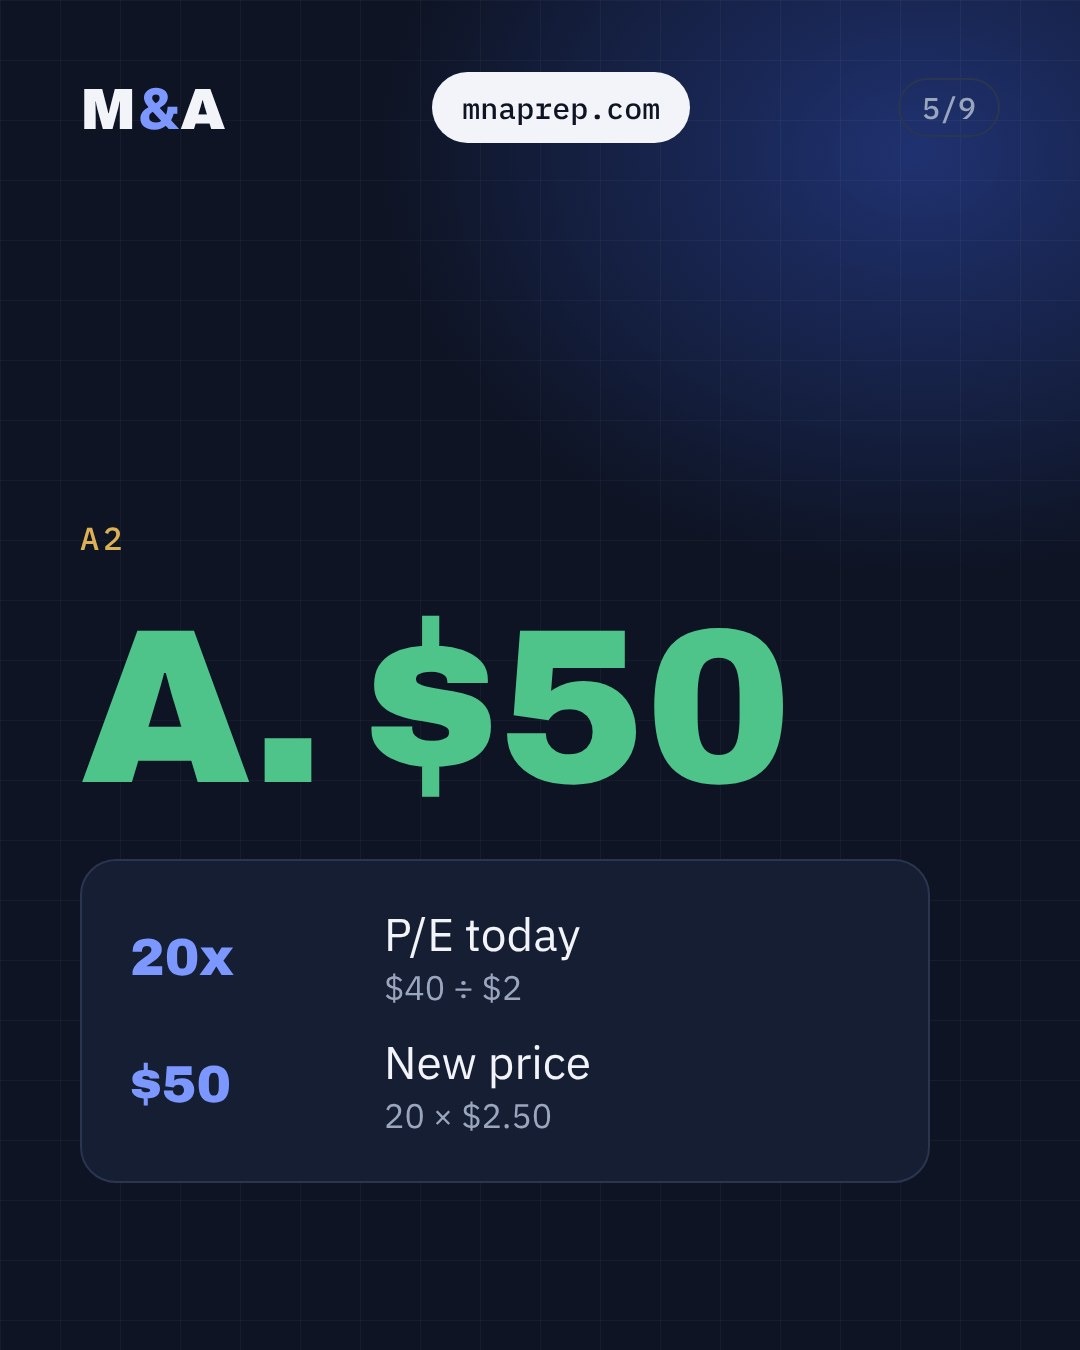 M&A
mnaprep.com
5/9
A2
A. $50
20x
P/E today
$40 ÷ $2
$50
New price
20 × $2.50